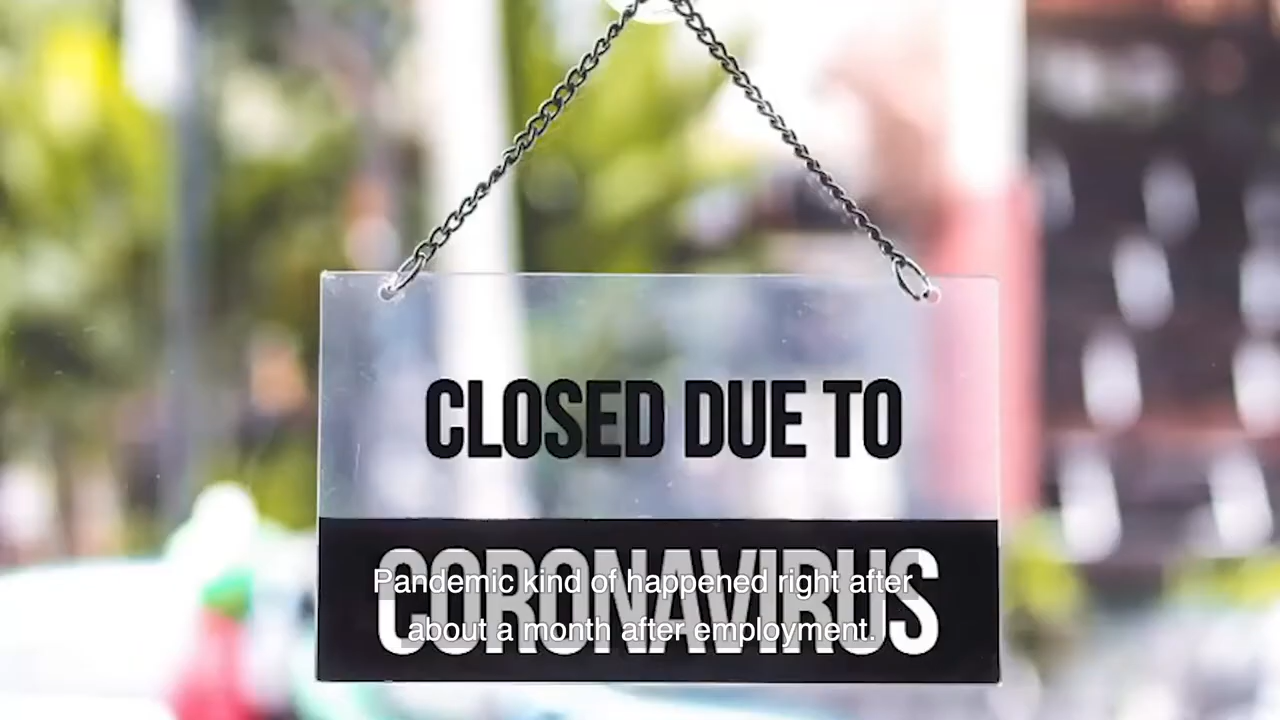 CLOSED DUE TO
CORONAVIRUS
Pandemic kind of happened right after
about a month after employment.